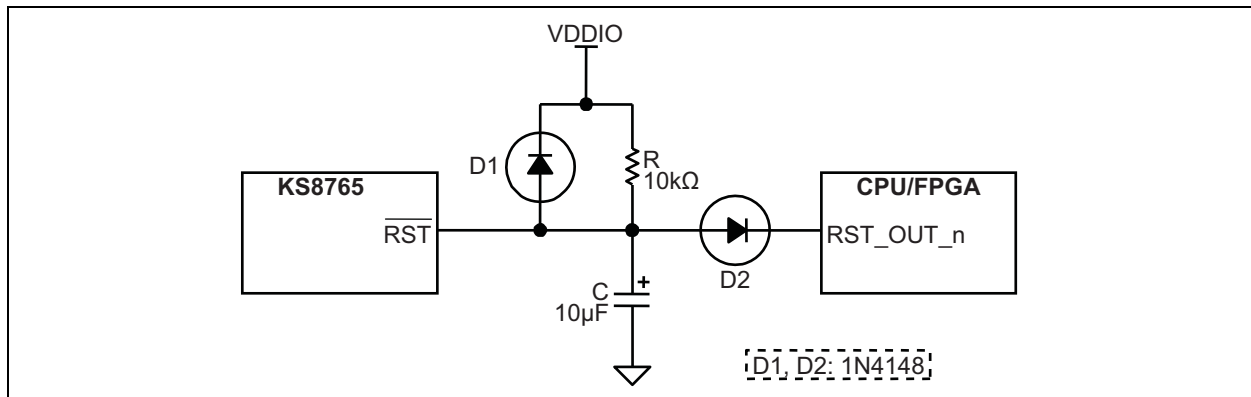 VDDIO
D1
R
10kΩ
KS8765
RST
CPU/FPGA
RST_OUT_n
D2
+
C
10µF
D1, D2: 1N4148